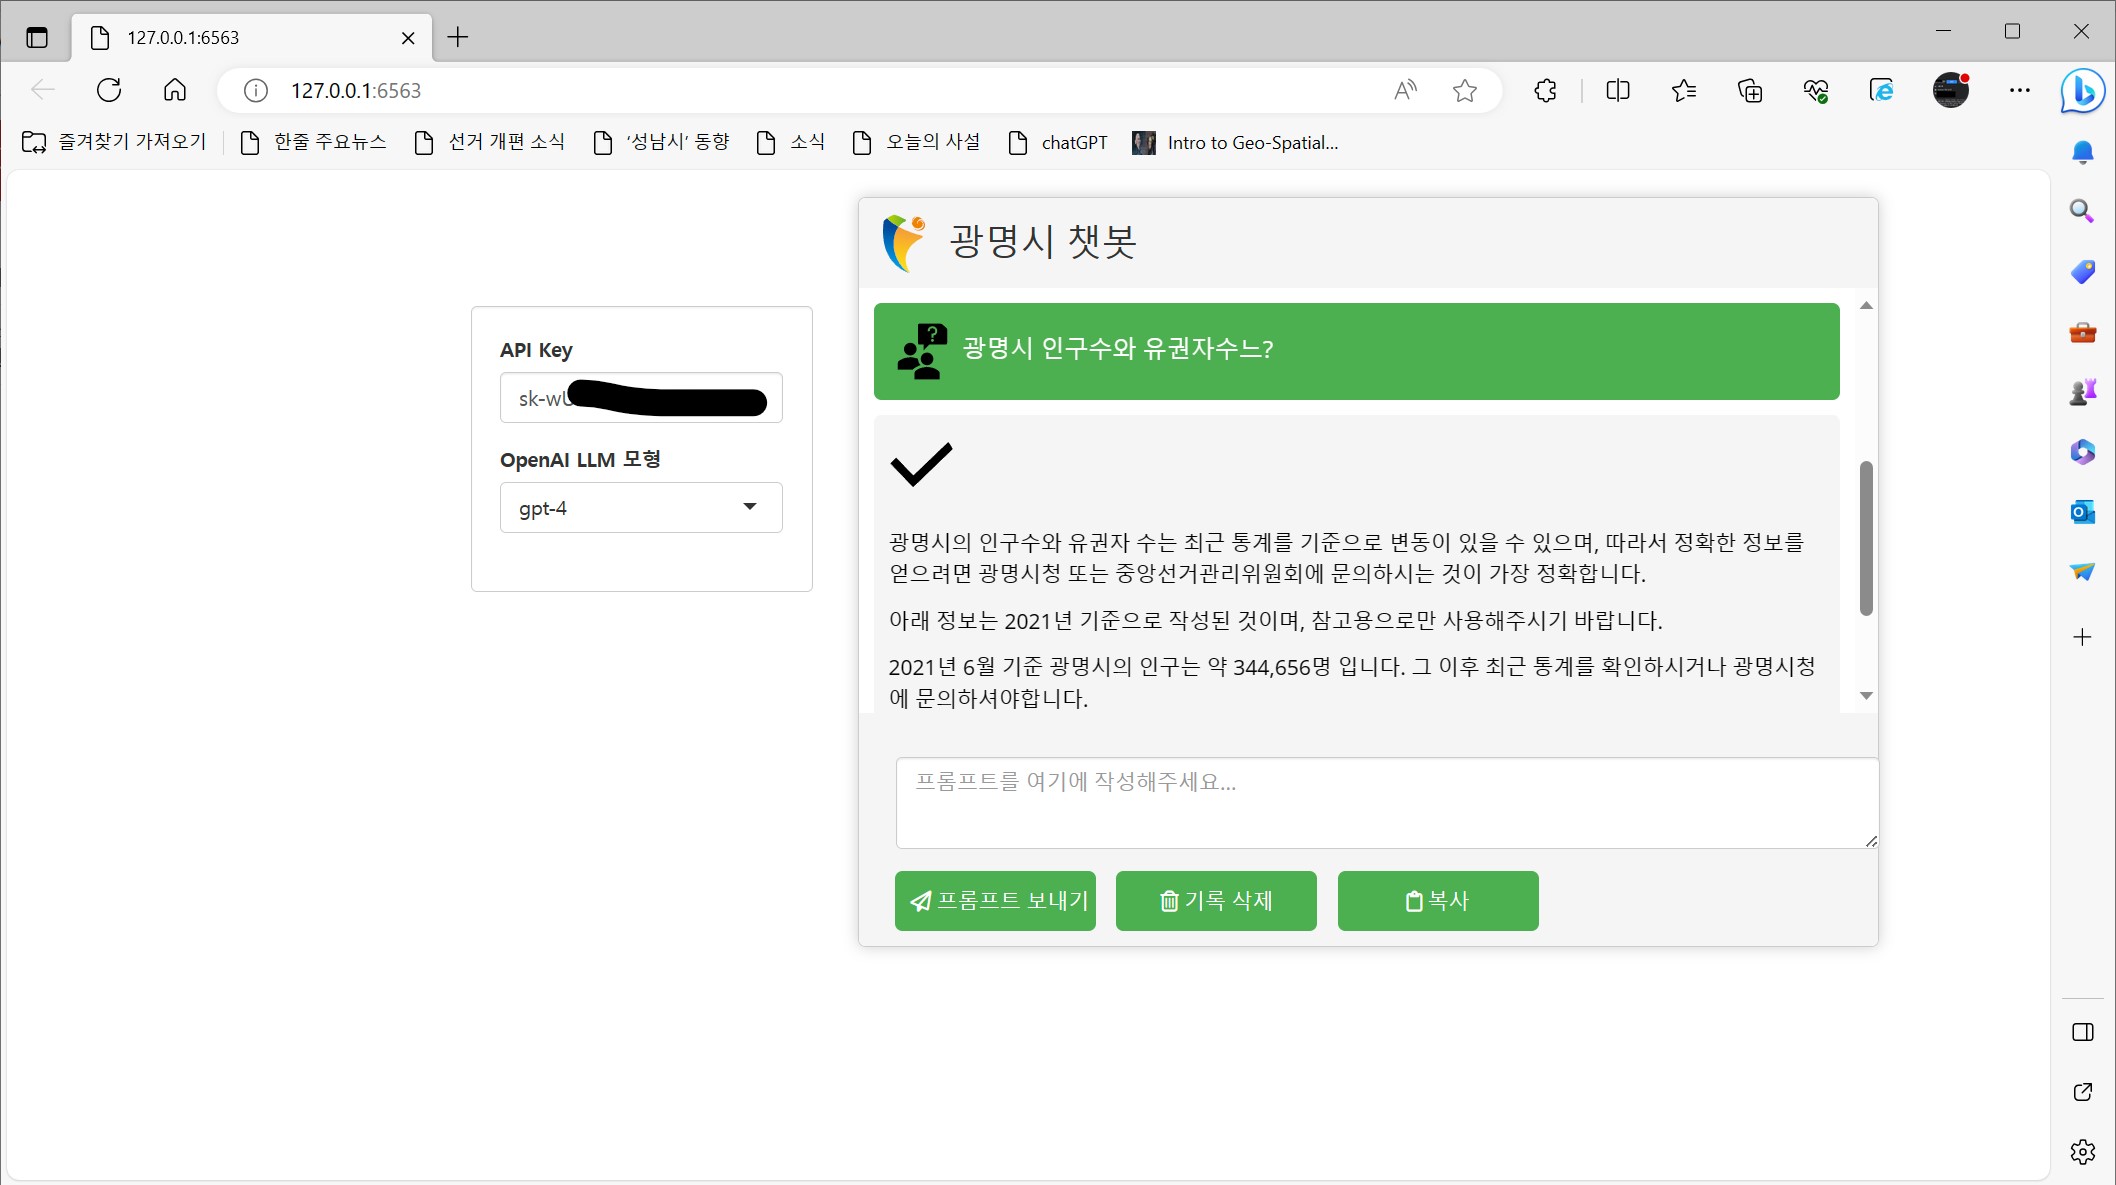 127.0.0.1:6563
127.0.0.1:6563
즐겨찾기 가져오기
한줄 주요뉴스
선거 개편 소식
‘성남시’ 동향
소식
오늘의 사설
chatGPT
Intro to Geo-Spatial...
API Key
sk-wU
OpenAI LLM 모형
gpt-4
광명시 챗봇
광명시 인구수와 유권자수느?
광명시의 인구수와 유권자 수는 최근 통계를 기준으로 변동이 있을 수 있으며, 따라서 정확한 정보를
얻으려면 광명시청 또는 중앙선거관리위원회에 문의하시는 것이 가장 정확합니다.
아래 정보는 2021년 기준으로 작성된 것이며, 참고용으로만 사용해주시기 바랍니다.
2021년 6월 기준 광명시의 인구는 약 344,656명 입니다. 그 이후 최근 통계를 확인하시거나 광명시청
에 문의하셔야합니다.
프롬프트를 여기에 작성해주세요...
프롬프트 보내기
기록 삭제
복사